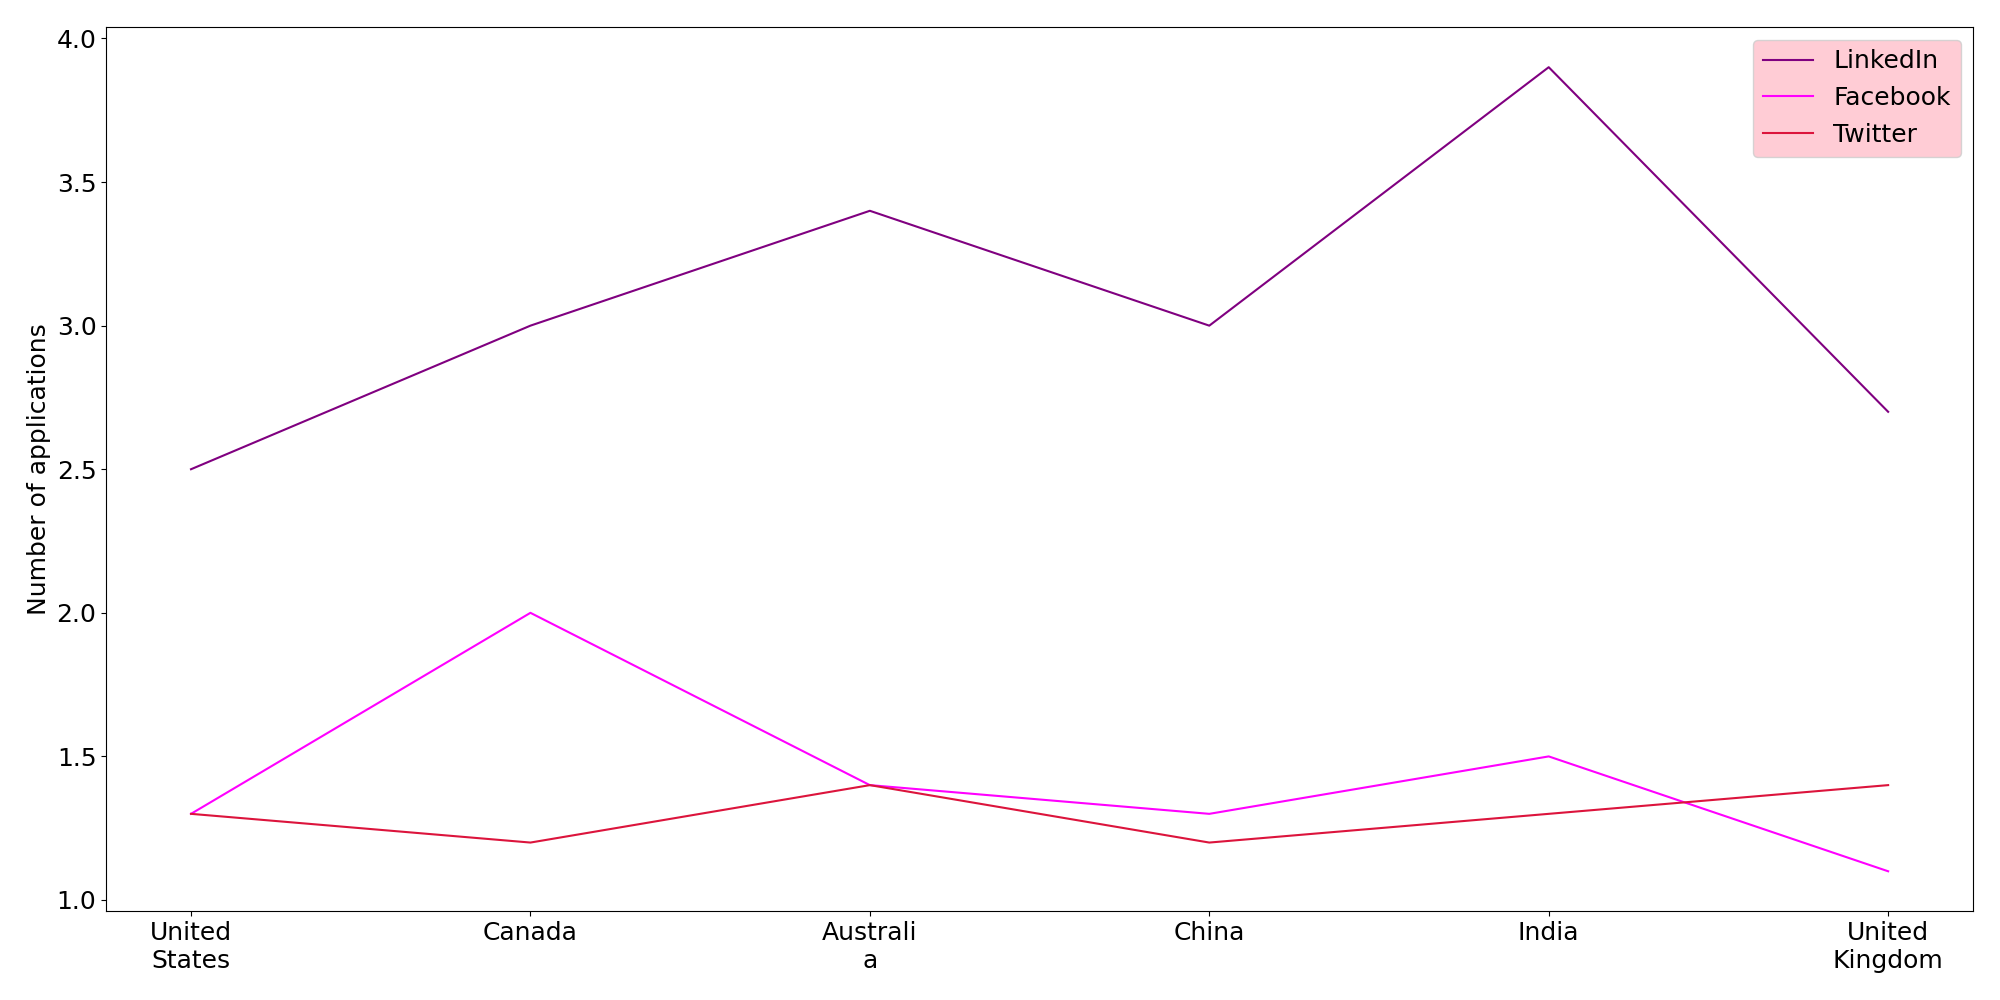 4.0
3.5
3.0
2.5
2.0
1.5
1.0
Number of applications
LinkedIn
Facebook
Twitter
United
States
Canada
Australi
a
China
India
United
Kingdom